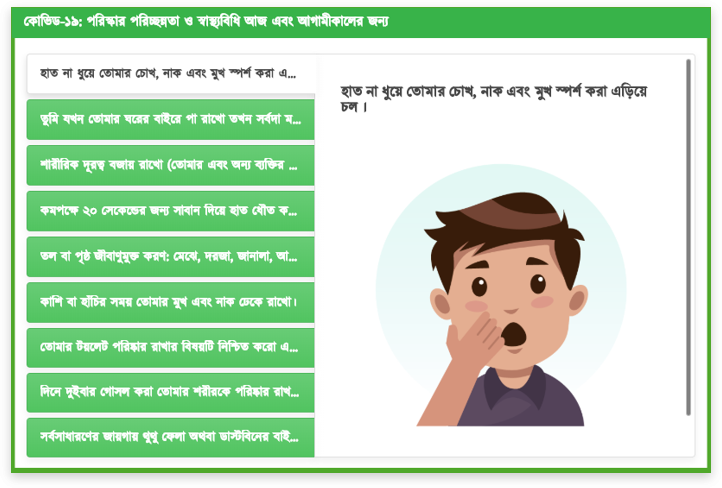 কোভিড-১৯: পরিস্কার পরিচ্ছন্নতা ও স্বাস্থ্যবিধি আজ এবং আগামীকালের জন্য
হাত না ধুয়ে তোমার চোখ, নাক এবং মুখ স্পর্শ করা এ...
তুমি যখন তোমার ঘরের বাইরে পা রাখো তখন সর্বদা ম...
শারীরিক দূরত্ব বজায় রাখো (তোমার এবং অন্য ব্যক্তির ...
কমপক্ষে ২০ সেকেন্ডের জন্য সাবান দিয়ে হাত ধৌত ক...
তল বা পৃষ্ঠ জীবাণুমুক্ত করণ: মেঝে, দরজা, জানালা, আ...
কাশি বা হাঁচির সময় তোমার মুখ এবং নাক ঢেকে রাখো।
তোমার টয়লেট পরিষ্কার রাখার বিষয়টি নিশ্চিত করো এ...
দিনে দুইবার গোসল করা তোমার শরীরকে পরিষ্কার রাখ...
সর্বসাধারণের জায়গায় থুথু ফেলা অথবা ডাস্টবিনের বাই...
হাত না ধুয়ে তোমার চোখ, নাক এবং মুখ স্পর্শ করা এড়িয়ে
চল ।